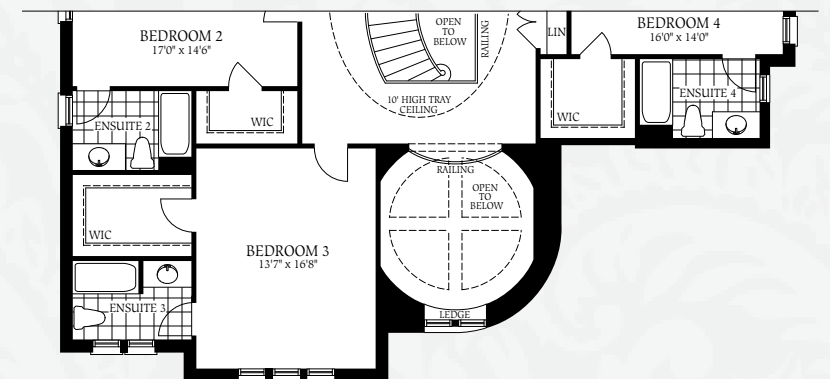 BEDROOM 2
17'0" x 14'6"
OPEN
TO
BELOW
RAILING
LIN
BEDROOM 4
16'0" x 14'0"
10' HIGH TRAY
CEILING
WIC
WIC
ENSUITE 4
ENSUITE 2
RAILING
OPEN
TO
BELOW
WIC
BEDROOM 3
13'7" x 16'8"
ENSUITE 3
LEDGE